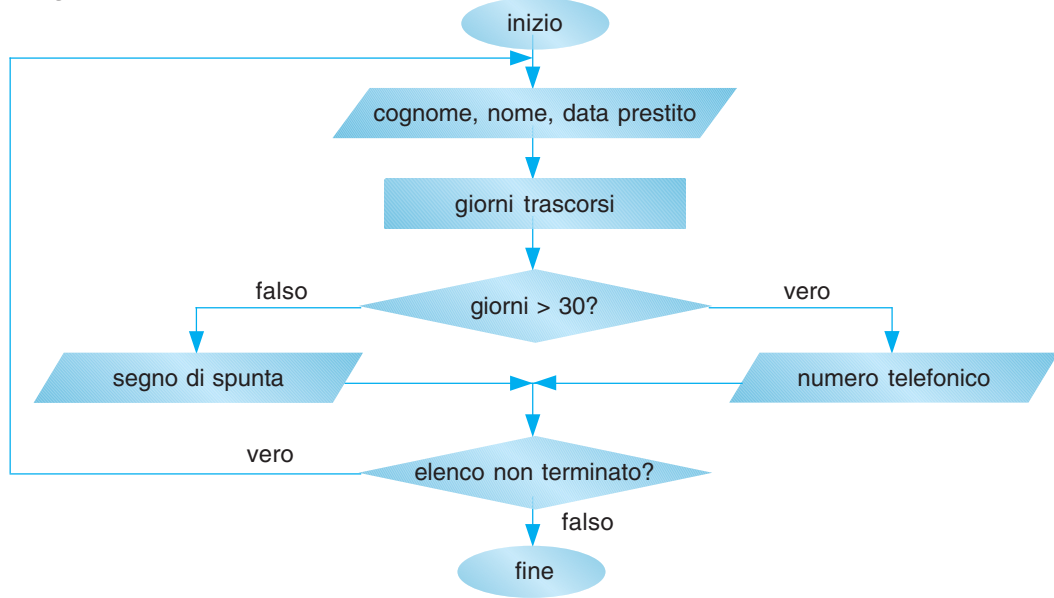 inizio
cognome, nome, data prestito
giorni trascorsi
falso
giorni > 30?
vero
segno di spunta
numero telefonico
vero
elenco non terminato?
falso
fine